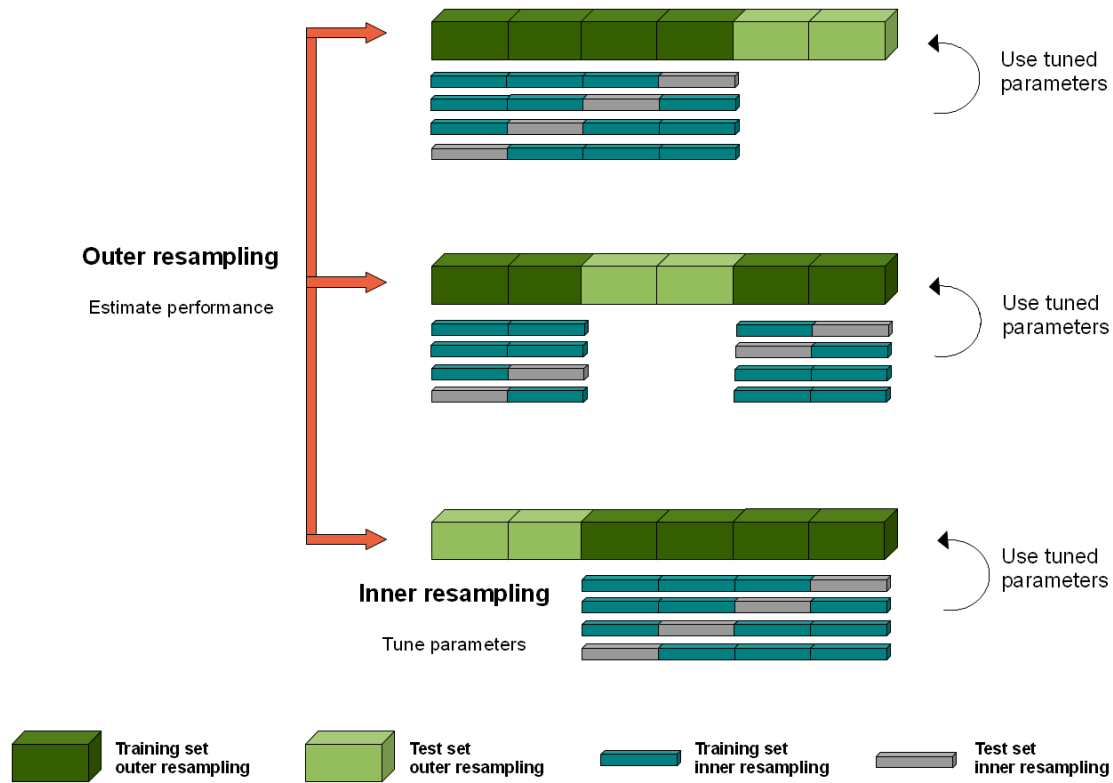 Use tuned
parameters
Outer resampling
Estimate performance
Use tuned
parameters
Inner resampling
Tune parameters
Use tuned
parameters
Training set
outer resampling
Test set
outer resampling
Training set
inner resampling
Test set
inner resampling